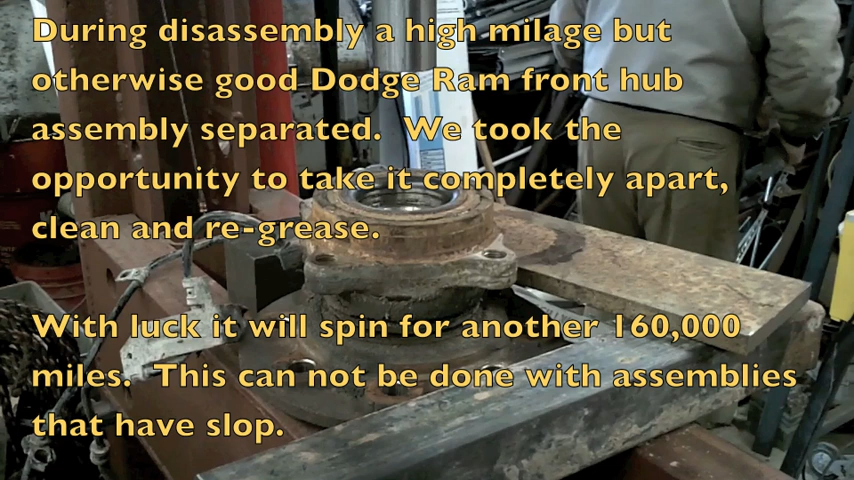 During disassembly a high milage but
otherwise good Dodge Ram front hub
assembly separated.  We took the
opportunity to take it completely apart,
clean and re-grease.
With luck it will spin for another 160,000
miles.  This can not be done with assemblies
that have slop.